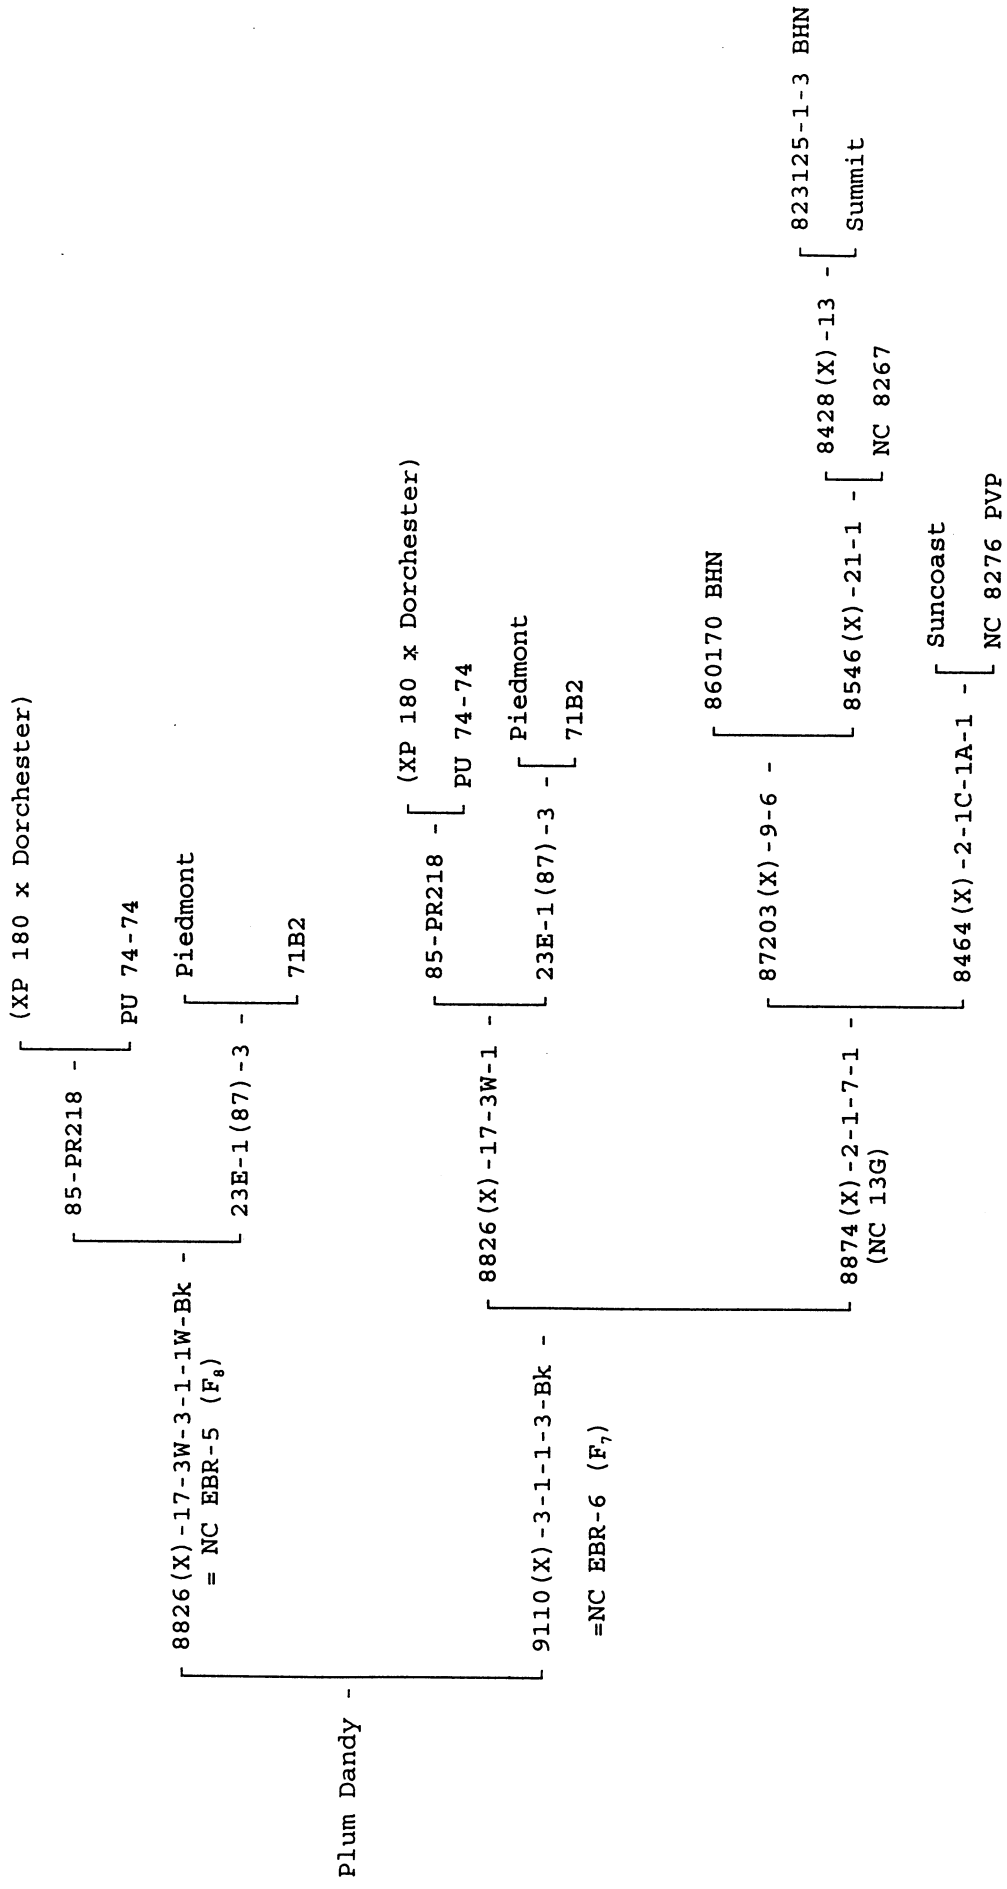 Plum Dandy -
8826(X)-17-3W-3-1-1W-Bk -
= NC EBR-5 (F₈)
85-PR218 -
(XP 180 x Dorchester)
PU 74-74
23E-1(87)-3 -
Piedmont
71B2
9110(X)-3-1-1-3-Bk -
=NC EBR-6 (F₇)
8826(X)-17-3W-1 -
85-PR218 -
(XP 180 x Dorchester)
PU 74-74
23E-1(87)-3 -
Piedmont
71B2
8874(X)-2-1-7-1 -
(NC 13G)
87203(X)-9-6 -
860170 BHN
8546(X)-21-1 -
8428(X)-13 -
823125-1-3 BHN
Summit
NC 8267
8464(X)-2-1C-1A-1 -
Suncoast
NC 8276 PVP